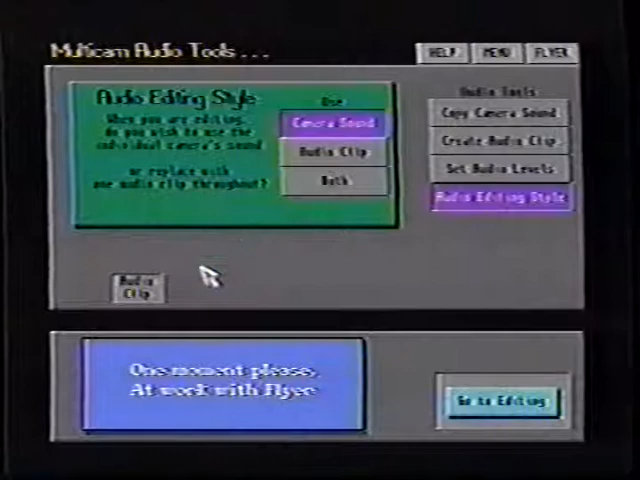 Multicam Audio Tools . . .
HELP
MENU
FLYER
Audio Editing Style
When you are editing,
do you wish to use the
individual camera's sound
or replace with
one audio clip throughout?
Use
Camera Sound
Audio Clip
Both
Audio Tools
Copy Camera Sound
Create Audio Clip
Set Audio Levels
Audio Editing Style
Audio
Clip
One moment please,
At work with Flyer
Go to Editing